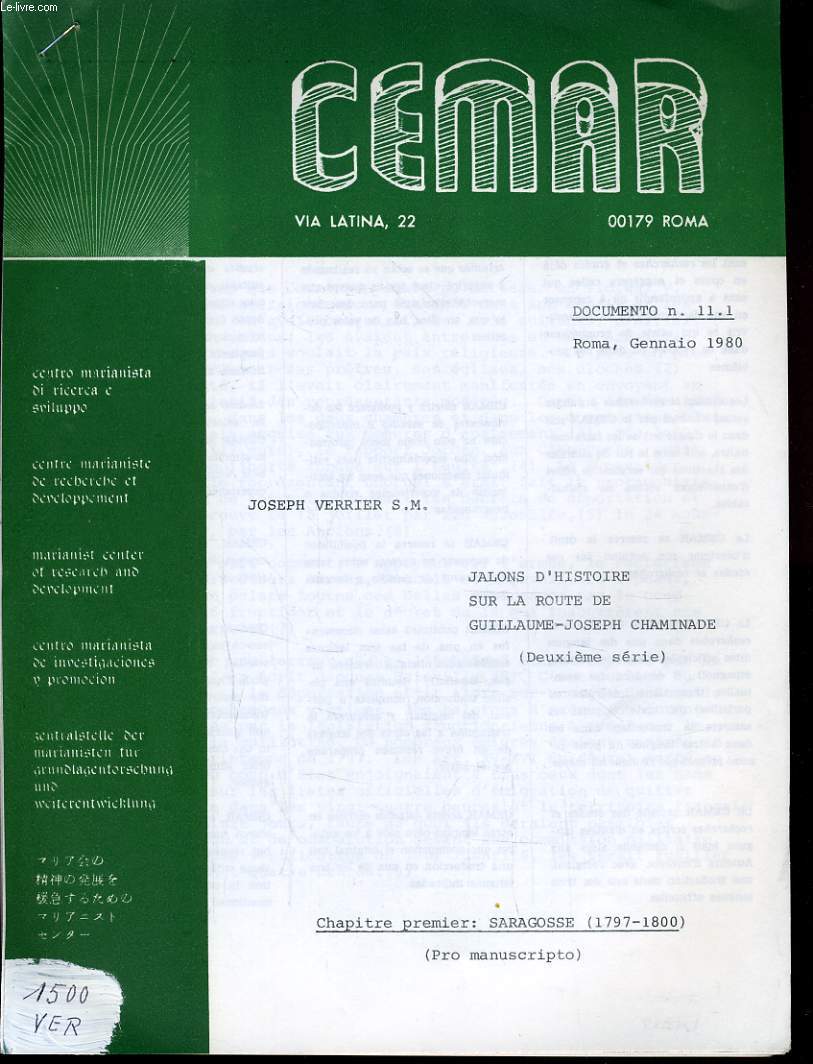 Le-livre.com
CEMAR
VIA LATINA, 22 00179 ROMA
DOCUMENTO n. 11.1
Roma, Gennaio 1980
centro marianista
di ricerca e
sviluppo
centre marianiste
de recherche et
developpement
marianist center
of research and
development
centro marianista
de investigaciones
y promocion
zentralstelle der
marianisten fur
grundlagenforschung
und
weiterentwicklung
マリア会の
精神の発展を
するための
マリアニスト
センター
JOSEPH VERRIER S.M.
JALONS D'HISTOIRE
SUR LA ROUTE DE
GUILLAUME-JOSEPH CHAMINADE
(Deuxième série)
Chapitre premier: SARAGOSSE (1797-1800)
(Pro manuscripto)
1500
VER